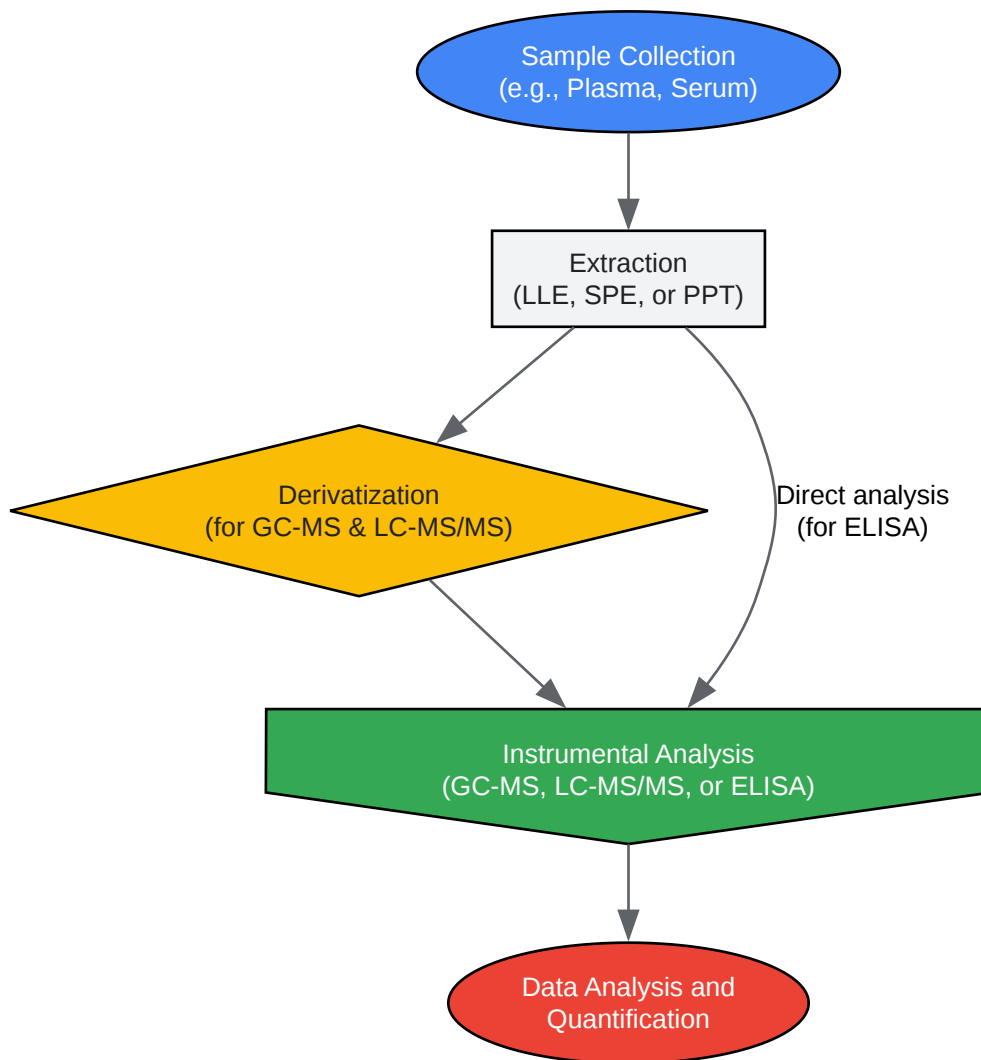 Sample Collection
(e.g., Plasma, Serum)
Extraction
(LLE, SPE, or PPT)
Derivatization
(for GC-MS & LC-MS/MS)
Direct analysis
(for ELISA)
Instrumental Analysis
(GC-MS, LC-MS/MS, or ELISA)
Data Analysis and
Quantification